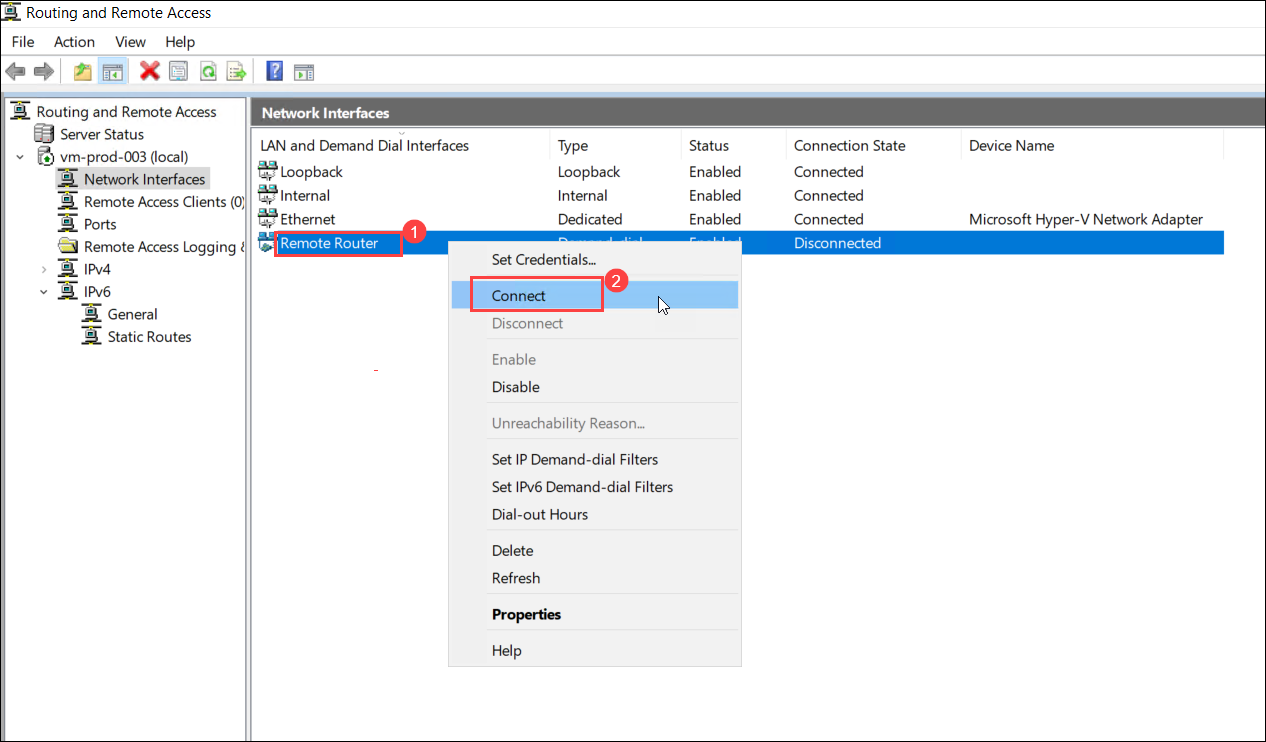 Routing and Remote Access
File Action View Help
Routing and Remote Access
Server Status
vm-prod-003 (local)
Network Interfaces
Remote Access Clients (0)
Ports
Remote Access Logging &
IPv4
IPv6
General
Static Routes
Network Interfaces
LAN and Demand Dial Interfaces Type Status Connection State Device Name
Loopback Loopback Enabled Connected
Internal Internal Enabled Connected
Ethernet Dedicated Enabled Connected Microsoft Hyper-V Network Adapter
Remote Router 1 Demand-dial Enabled Disconnected
Set Credentials...
Connect 2
Disconnect
Enable
Disable
Unreachability Reason...
Set IP Demand-dial Filters
Set IPv6 Demand-dial Filters
Dial-out Hours
Delete
Refresh
Properties
Help